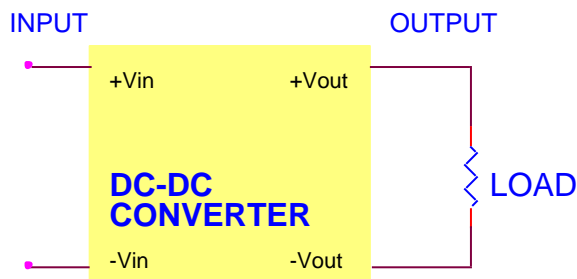 INPUT OUTPUT
+Vin +Vout
DC-DC
CONVERTER
LOAD
-Vin -Vout